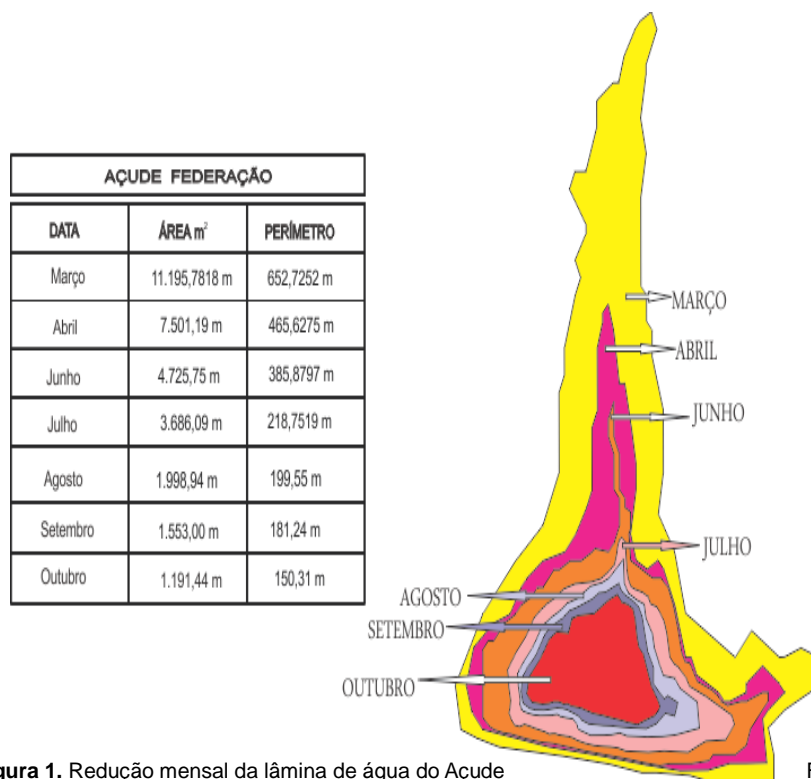 AÇUDE FEDERAÇÃO
DATA ÁREA m² PERÍMETRO
Março 11.195,7818 m 652,7252 m
Abril 7.501,19 m 465,6275 m
Junho 4.725,75 m 385,8797 m
Julho 3.686,09 m 218,7519 m
Agosto 1.998,94 m 199,55 m
Setembro 1.553,00 m 181,24 m
Outubro 1.191,44 m 150,31 m
MARÇO
ABRIL
JUNHO
JULHO
AGOSTO
SETEMBRO
OUTUBRO
gura 1. Redução mensal da lâmina de água do Açude